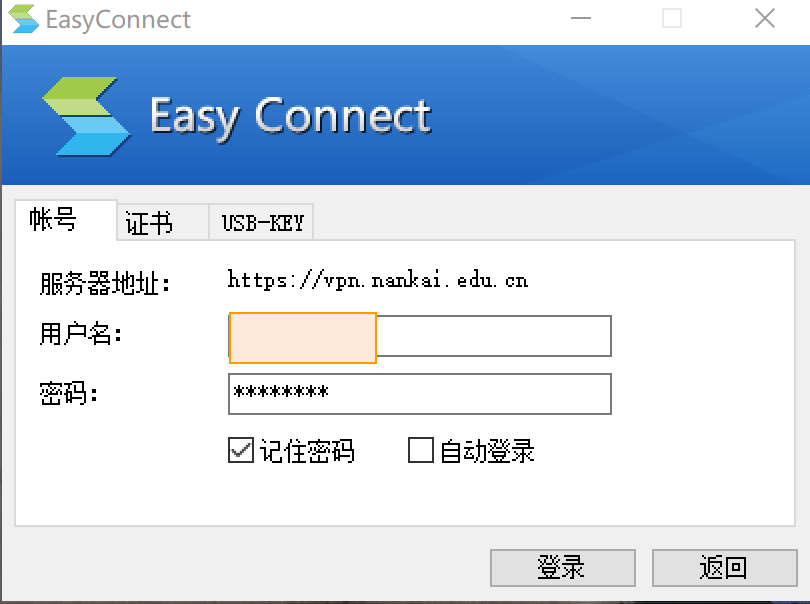 EasyConnect
Easy Connect
帐号 证书 USB-KEY
服务器地址: https://vpn.nankai.edu.cn
用户名:
密码: ********
记住密码 自动登录
登录 返回